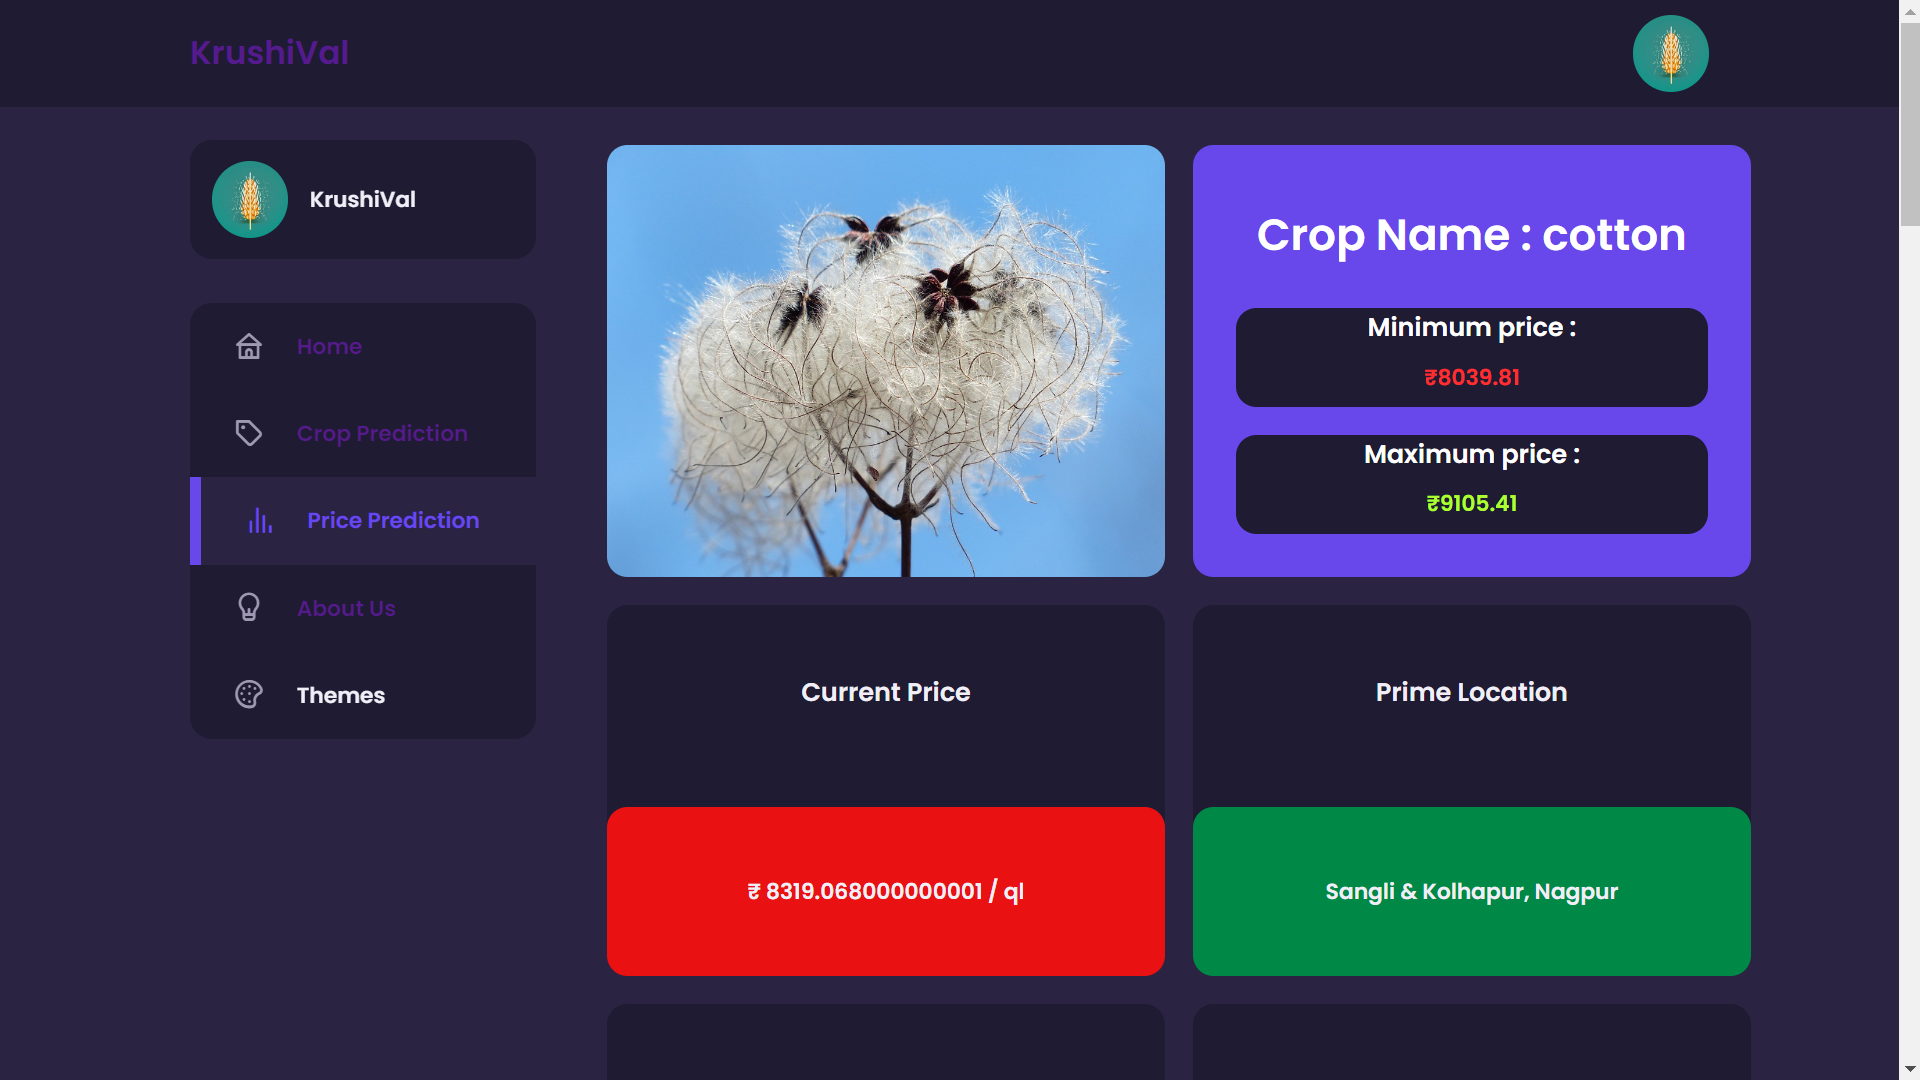 KrushiVal
KrushiVal
Home
Crop Prediction
Price Prediction
About Us
Themes
Crop Name : cotton
Minimum price :
₹8039.81
Maximum price :
₹9105.41
Current Price
₹ 8319.068000000001 / ql
Prime Location
Sangli & Kolhapur, Nagpur